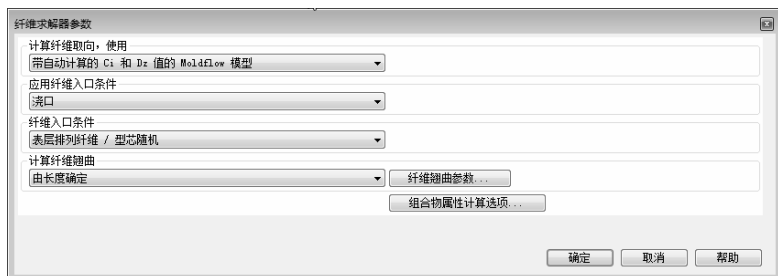 纤维求解器参数
计算纤维取向，使用
带自动计算的 Ci 和 Dz 值的 Moldflow 模型
应用纤维入口条件
浇口
纤维入口条件
表层排列纤维 / 型芯随机
计算纤维翘曲
由长度确定 纤维翘曲参数...
组合物属性计算选项...
确定 取消 帮助